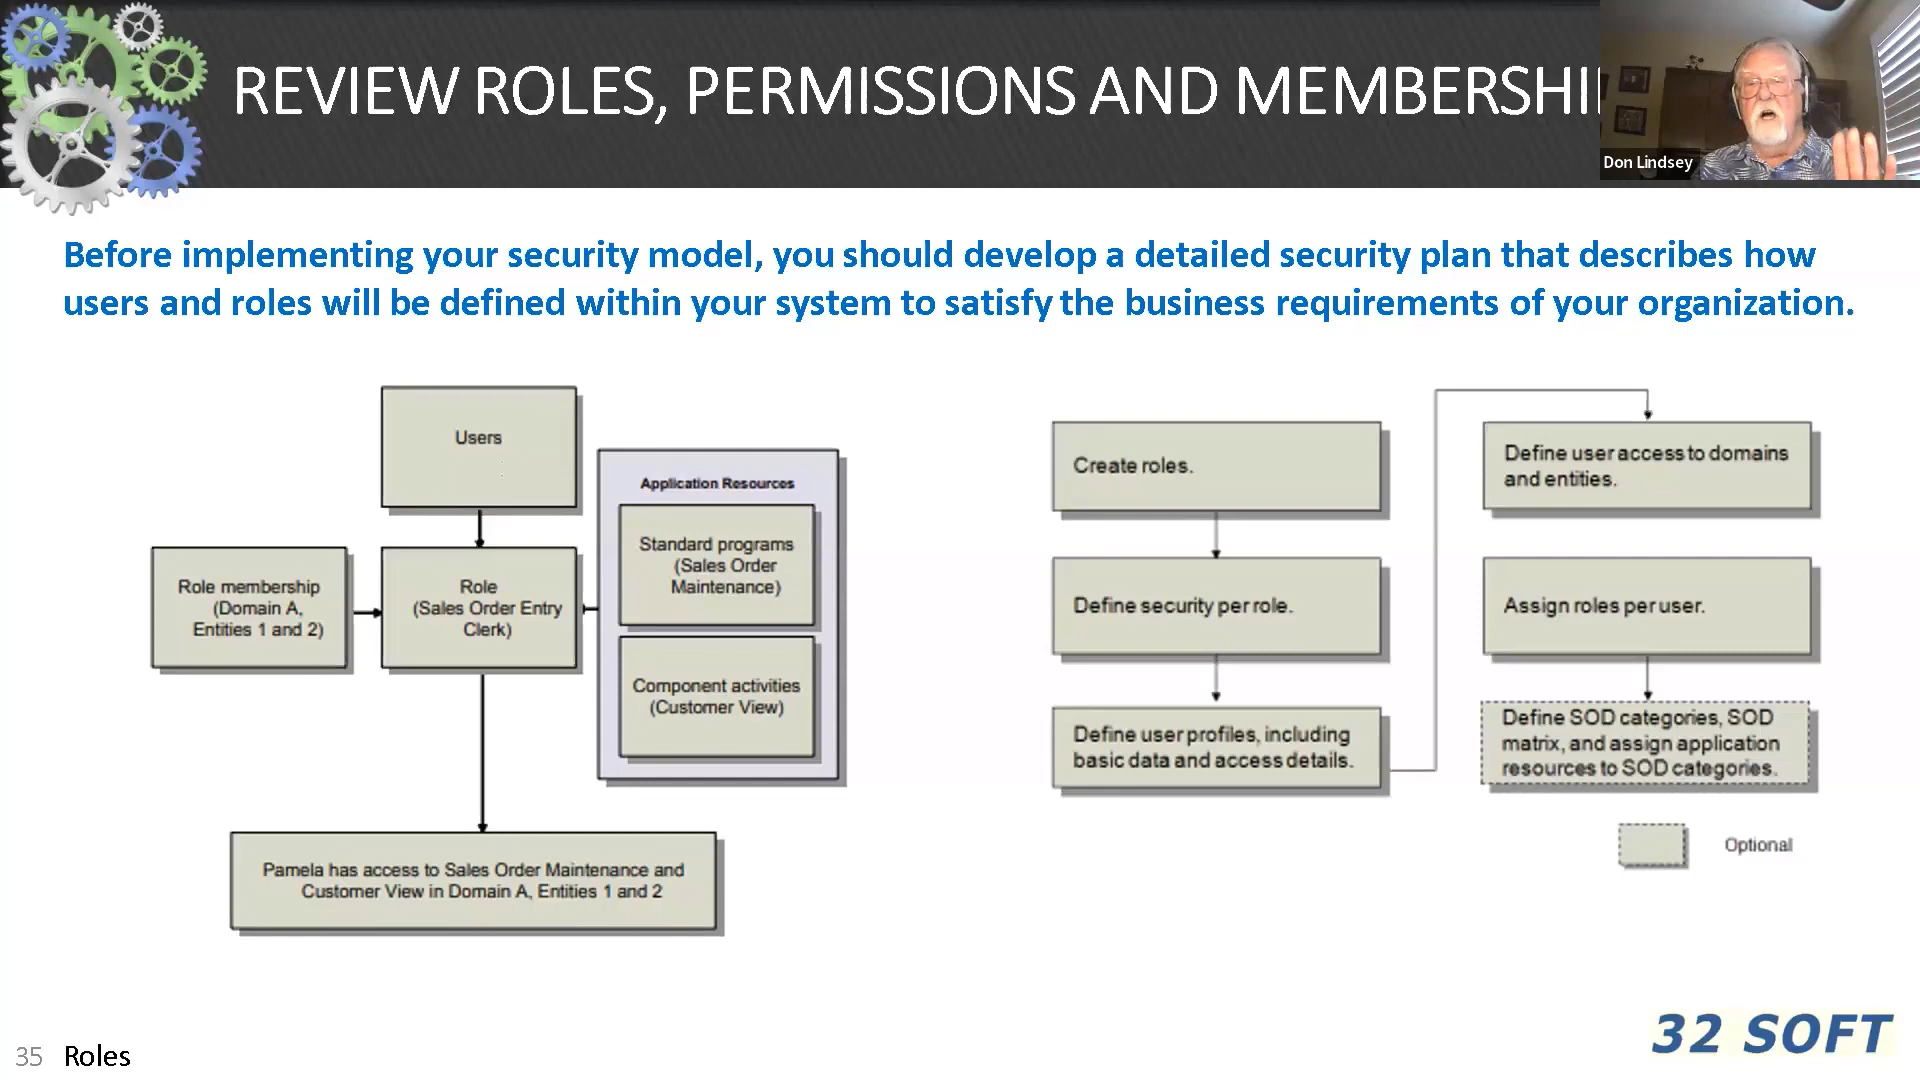 REVIEW ROLES, PERMISSIONS AND MEMBERSHI
Don Lindsey
Before implementing your security model, you should develop a detailed security plan that describes how
users and roles will be defined within your system to satisfy the business requirements of your organization.
Users
Application Resources
Standard programs
(Sales Order
Maintenance)
Role membership
(Domain A,
Entities 1 and 2)
Role
(Sales Order Entry
Clerk)
Component activities
(Customer View)
Pamela has access to Sales Order Maintenance and
Customer View in Domain A, Entities 1 and 2
Create roles.
Define security per role.
Define user profiles, including
basic data and access details.
Define user access to domains
and entities.
Assign roles per user.
Define SOD categories, SOD
matrix, and assign application
resources to SOD categories.
Optional
35 Roles
32 SOFT